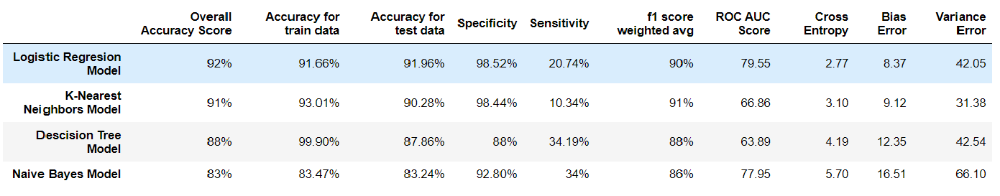 Overall Accuracy Score Accuracy for train data Accuracy for test data Specificity Sensitivity f1 score weighted avg ROC AUC Score Cross Entropy Bias Error Variance Error
Logistic Regresion Model 92% 91.66% 91.96% 98.52% 20.74% 90% 79.55 2.77 8.37 42.05
K-Nearest Neighbors Model 91% 93.01% 90.28% 98.44% 10.34% 91% 66.86 3.10 9.12 31.38
Descision Tree Model 88% 99.90% 87.86% 88% 34.19% 88% 63.89 4.19 12.35 42.54
Naive Bayes Model 83% 83.47% 83.24% 92.80% 34% 86% 77.95 5.70 16.51 66.10